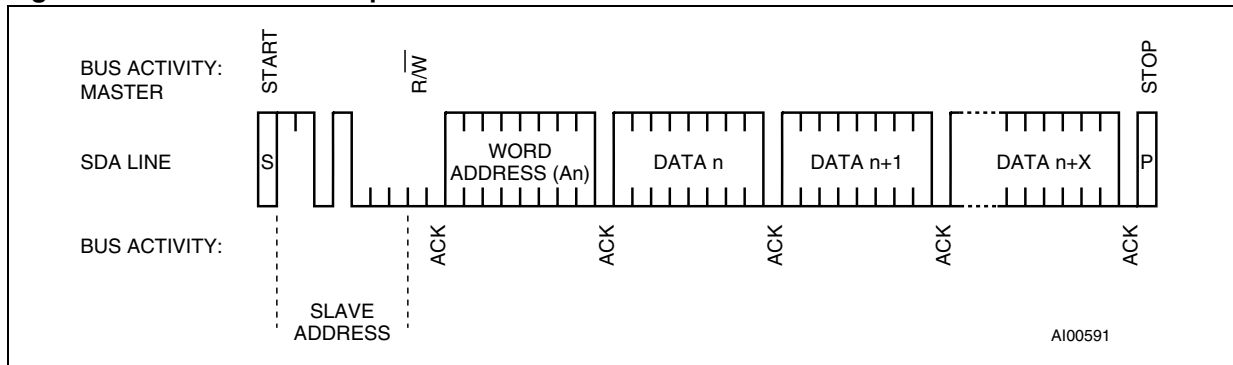 BUS ACTIVITY:
MASTER
START
R/W
STOP
SDA LINE
S
WORD
ADDRESS (An)
DATA n
DATA n+1
DATA n+X
P
BUS ACTIVITY:
ACK
ACK
ACK
ACK
ACK
SLAVE
ADDRESS
AI00591